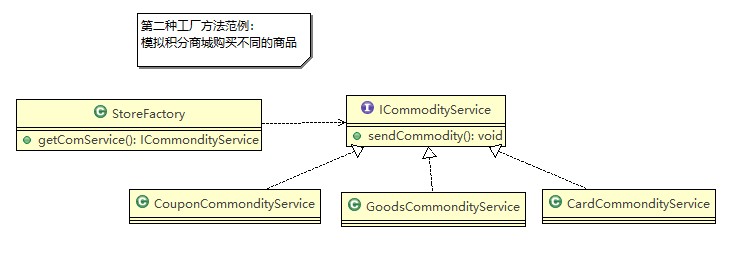 第二种工厂方法范例：
模拟积分商城购买不同的商品
StoreFactory
getComService(): ICommondityService
ICommodityService
sendCommodity(): void
CouponCommondityService
GoodsCommondityService
CardCommondityService